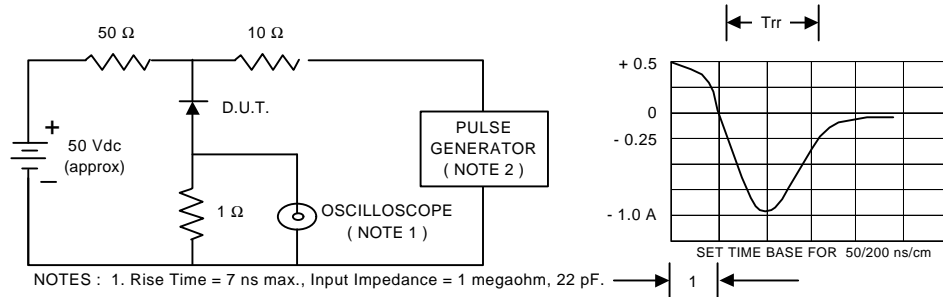 50 Ω
10 Ω
Trr
+ 0.5
0
- 0.25
- 1.0 A
D.U.T.
+
50 Vdc
(approx)
−
1 Ω
OSCILLOSCOPE
( NOTE 1 )
PULSE
GENERATOR
( NOTE 2 )
SET TIME BASE FOR 50/200 ns/cm
NOTES : 1. Rise Time = 7 ns max., Input Impedance = 1 megaohm, 22 pF.
1